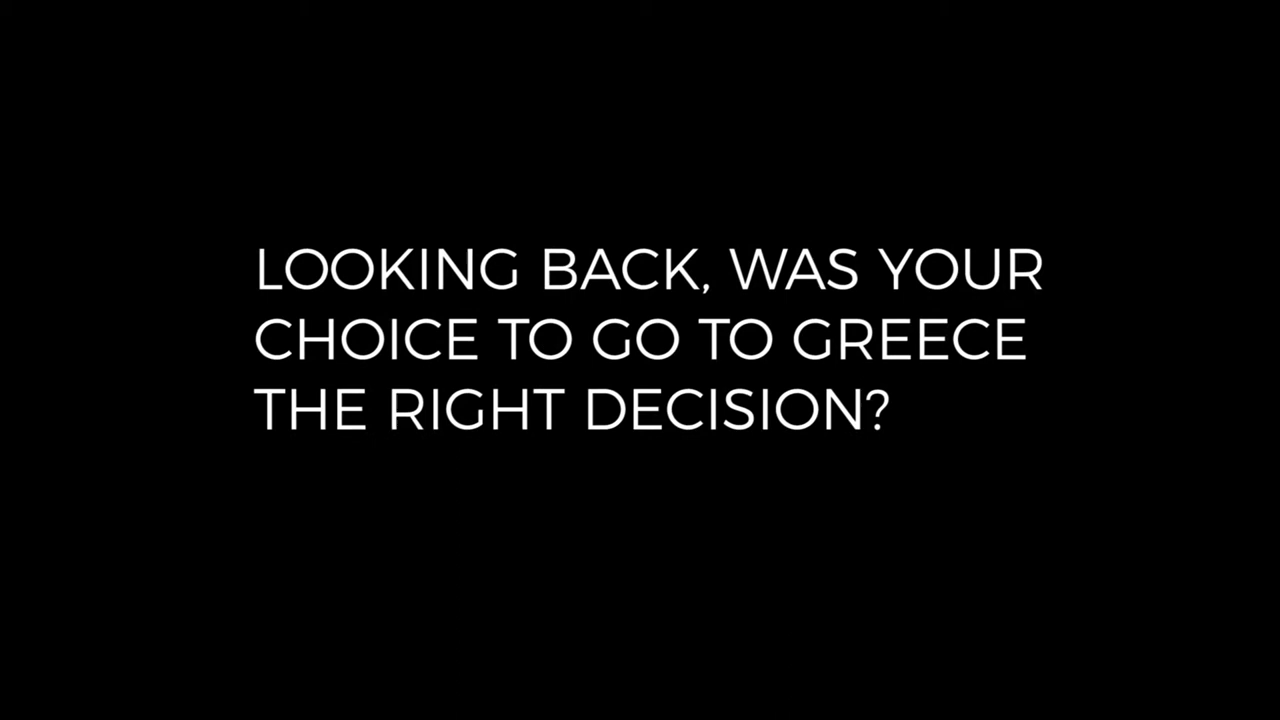 LOOKING BACK, WAS YOUR
CHOICE TO GO TO GREECE
THE RIGHT DECISION?